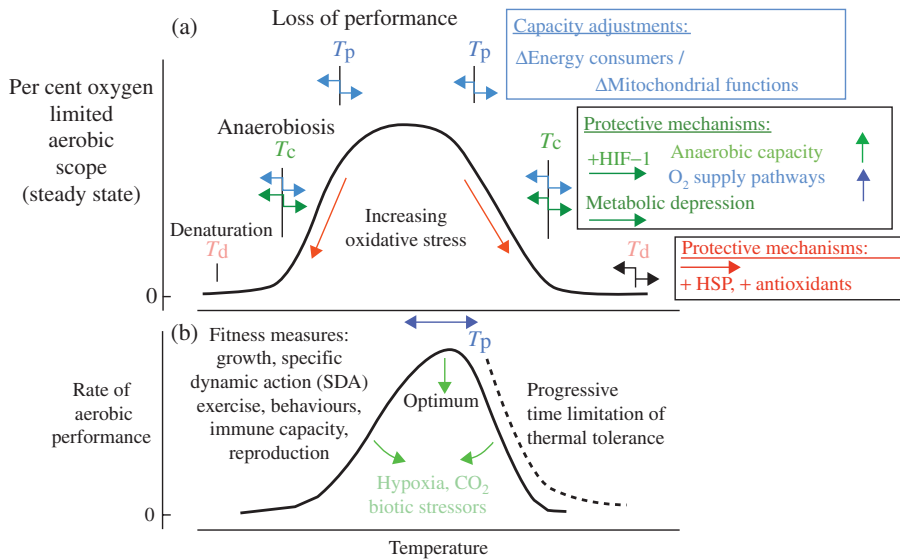 (a)
Loss of performance
Tp
Tp
Capacity adjustments:
ΔEnergy consumers /
ΔMitochondrial functions
Per cent oxygen
limited
aerobic
scope
(steady state)
Anaerobiosis
Tc
Tc
Protective mechanisms:
+HIF−1
Anaerobic capacity
O2 supply pathways
Metabolic depression
Denaturation
Td
Increasing
oxidative stress
Td
Protective mechanisms:
+ HSP, + antioxidants
0
(b)
Fitness measures:
growth, specific
dynamic action (SDA)
exercise, behaviours,
immune capacity,
reproduction
Tp
Rate of
aerobic
performance
Optimum
Progressive
time limitation of
thermal tolerance
Hypoxia, CO2
biotic stressors
0
Temperature